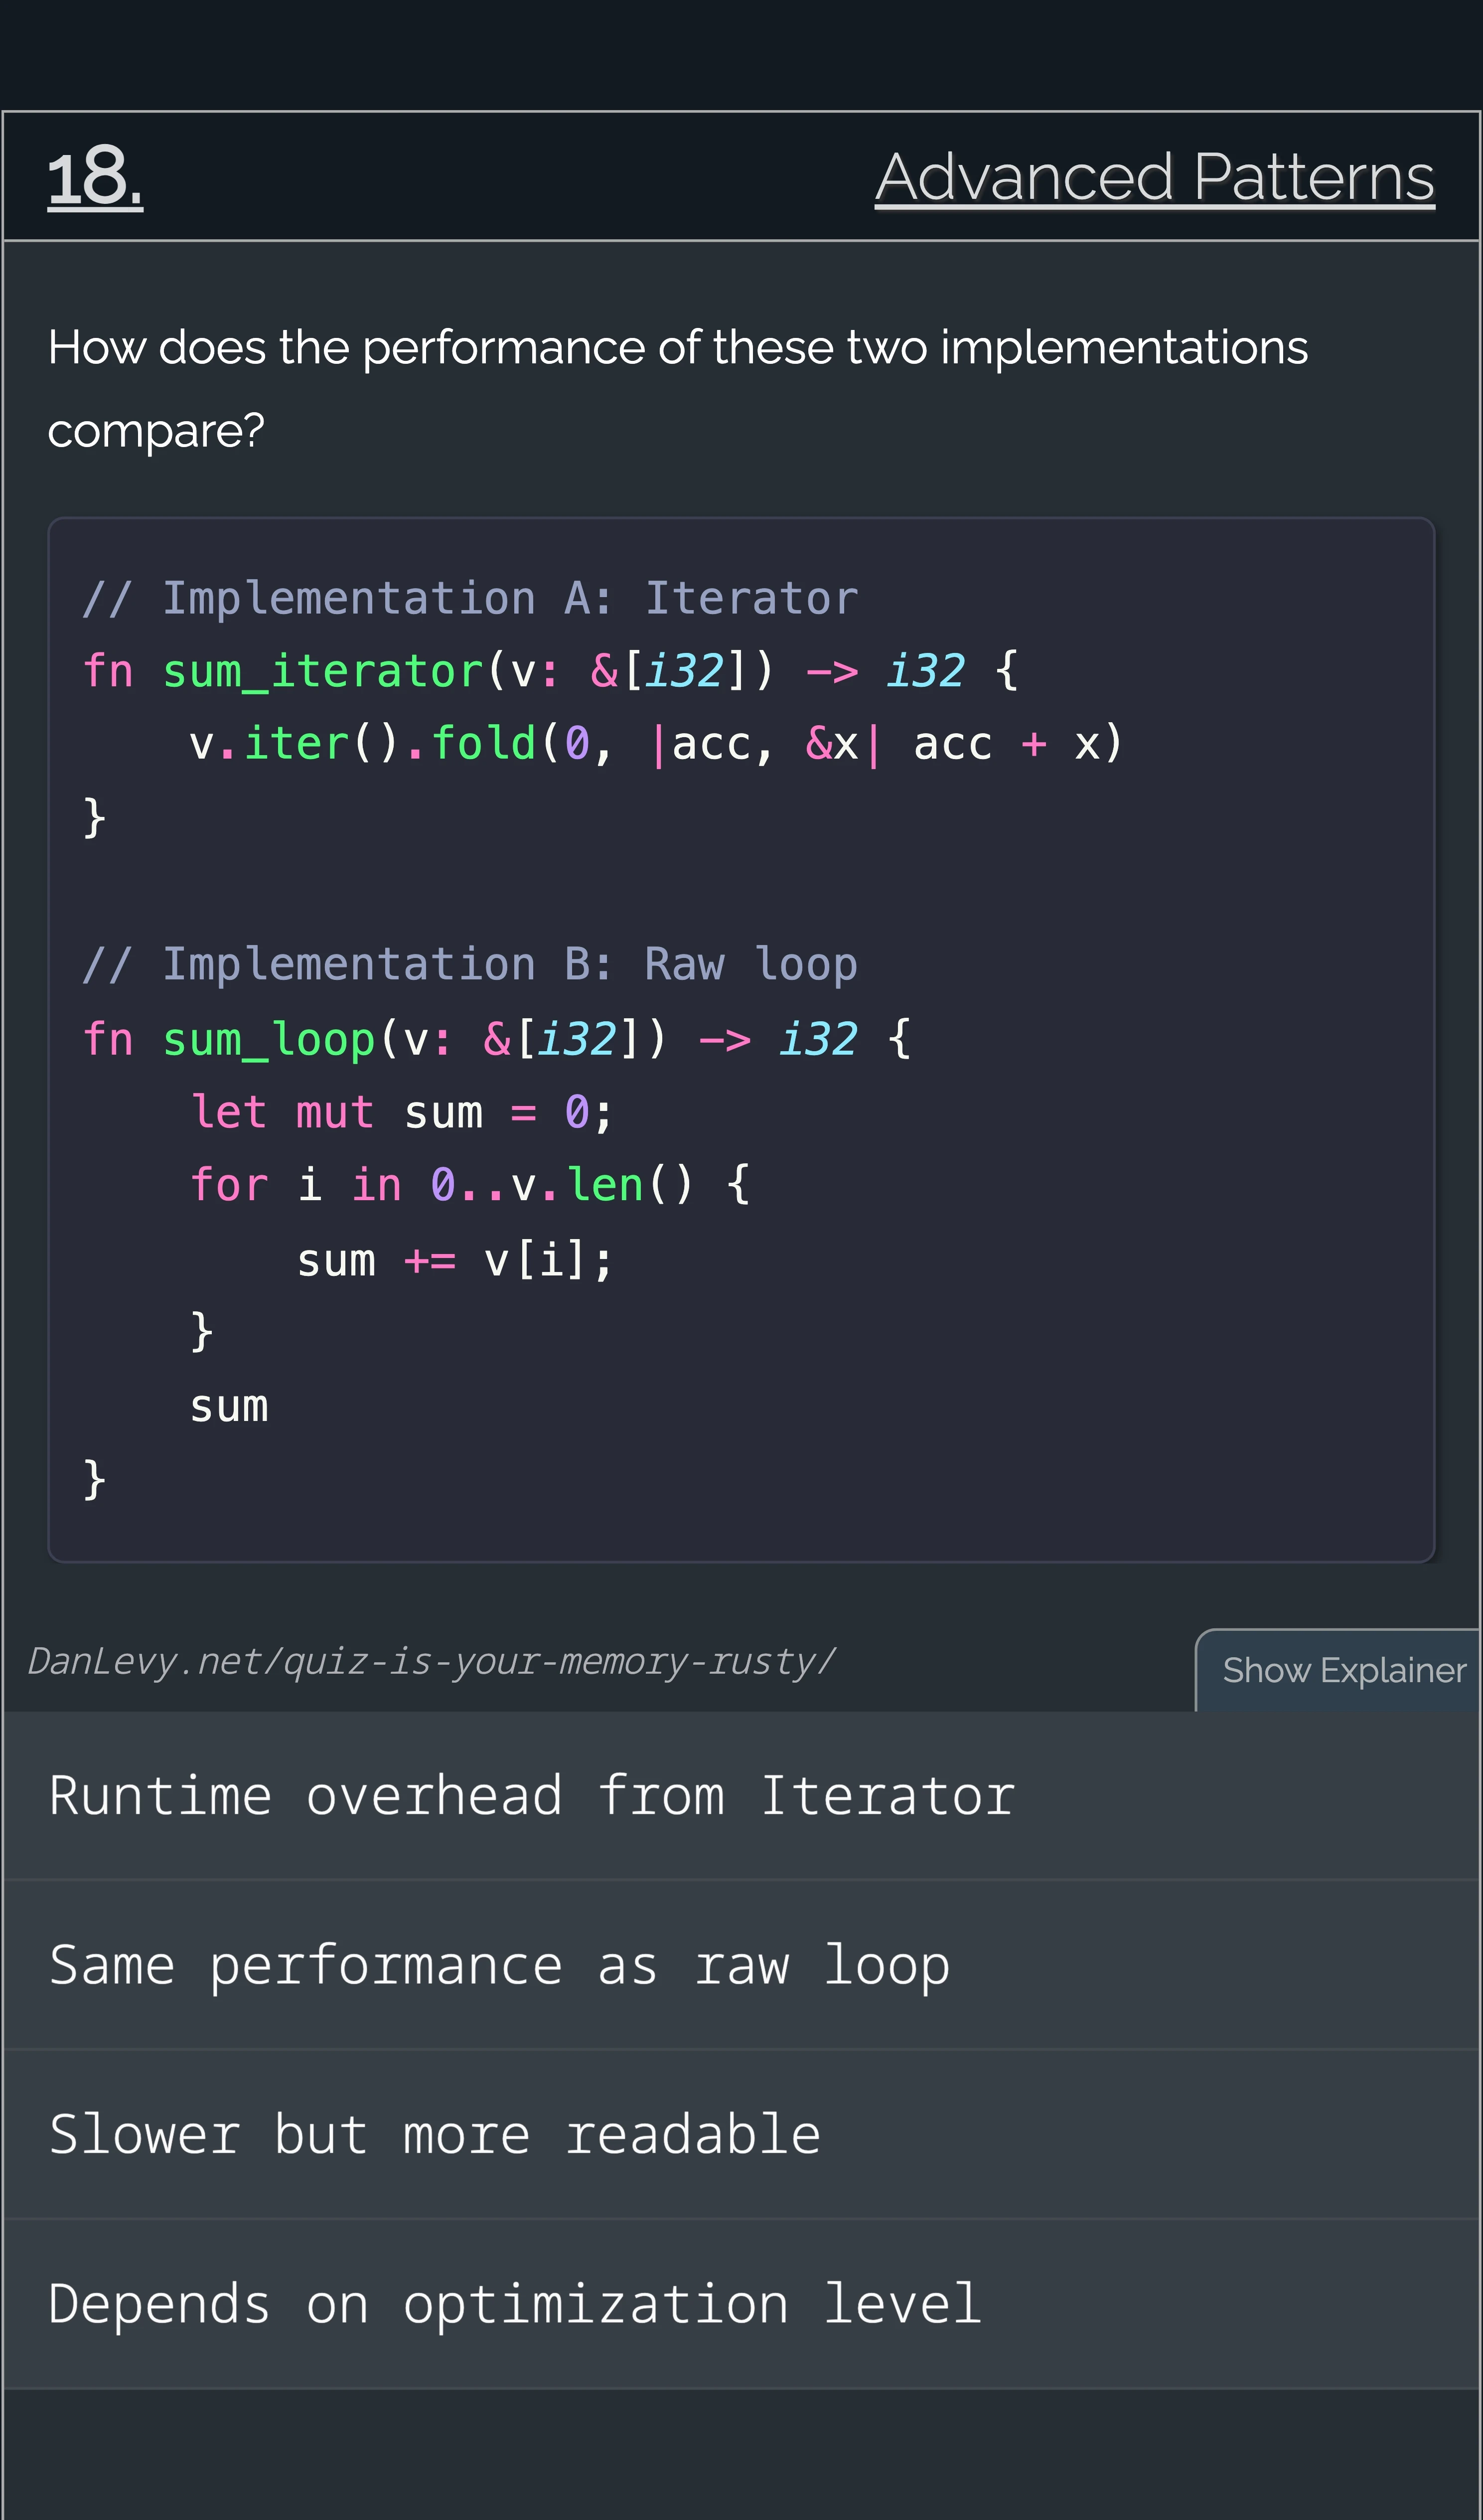 18.
Advanced Patterns
How does the performance of these two implementations
compare?
// Implementation A: Iterator
fn sum_iterator(v: &[i32]) -> i32 {
    v.iter().fold(0, |acc, &x| acc + x)
}

// Implementation B: Raw loop
fn sum_loop(v: &[i32]) -> i32 {
    let mut sum = 0;
    for i in 0..v.len() {
        sum += v[i];
    }
    sum
}
DanLevy.net/quiz-is-your-memory-rusty/
Show Explainer
Runtime overhead from Iterator
Same performance as raw loop
Slower but more readable
Depends on optimization level